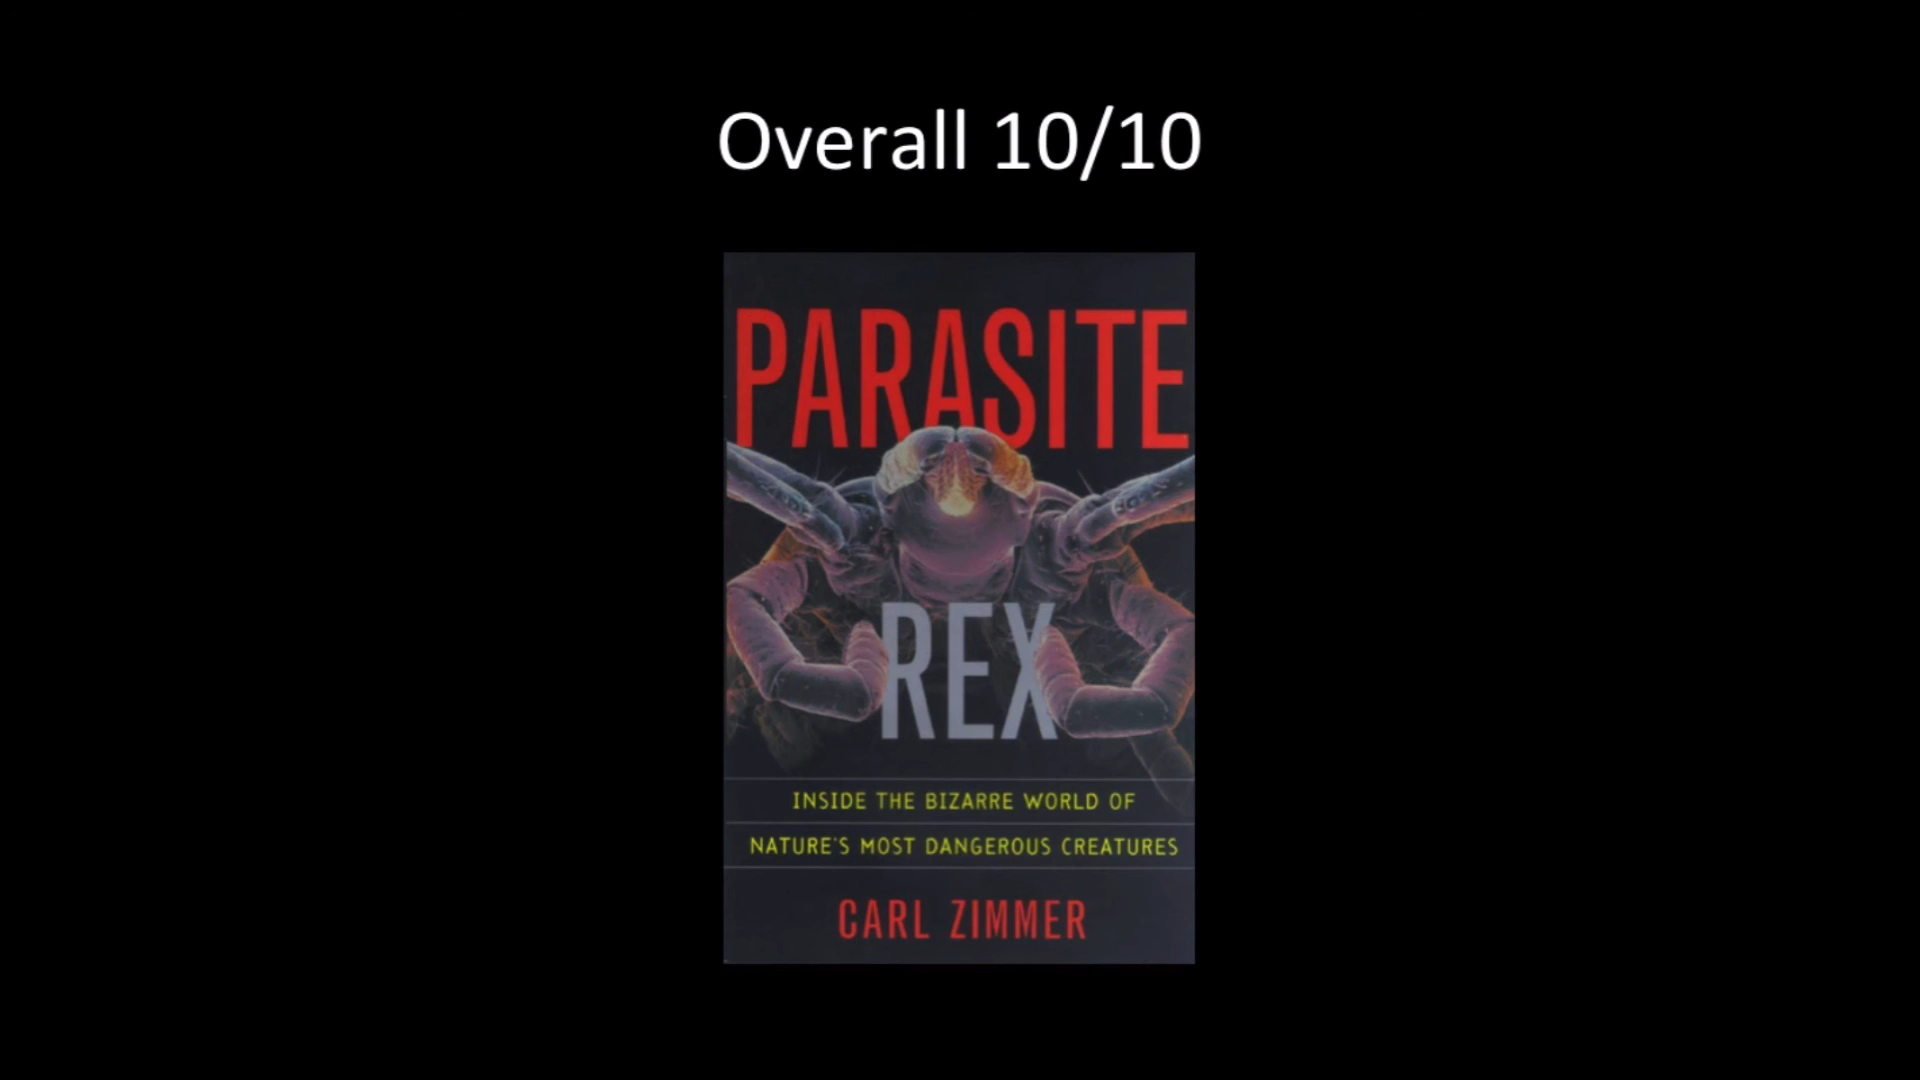 Overall 10/10
PARASITE
REX
INSIDE THE BIZARRE WORLD OF
NATURE'S MOST DANGEROUS CREATURES
CARL ZIMMER